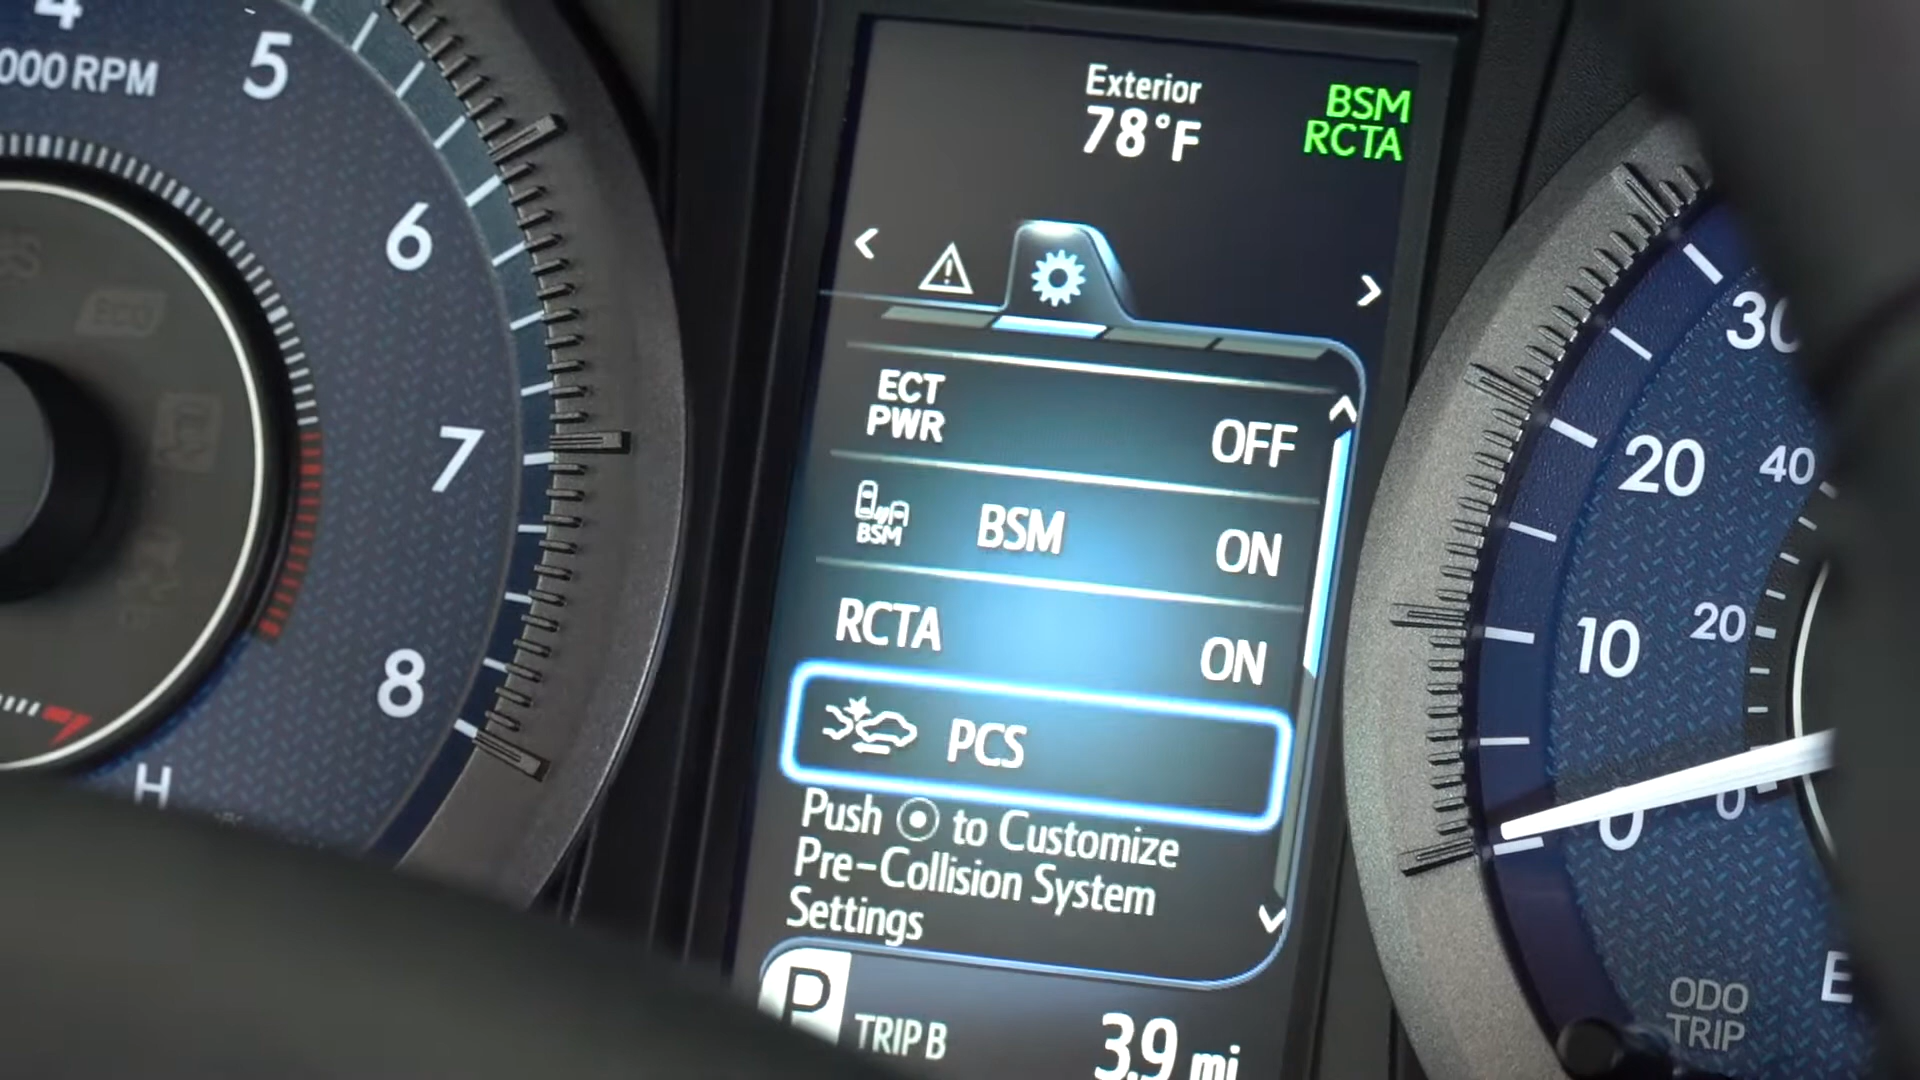 4
000 RPM
5
6
7
8
H
ECO
Exterior
78°F
BSM
RCTA
ECT
PWR
OFF
BSM
BSM
ON
RCTA
ON
PCS
Push to Customize
Pre-Collision System
Settings
P
TRIP B
3.9 mi
30
20
10
0
40
20
0
E
ODO
TRIP